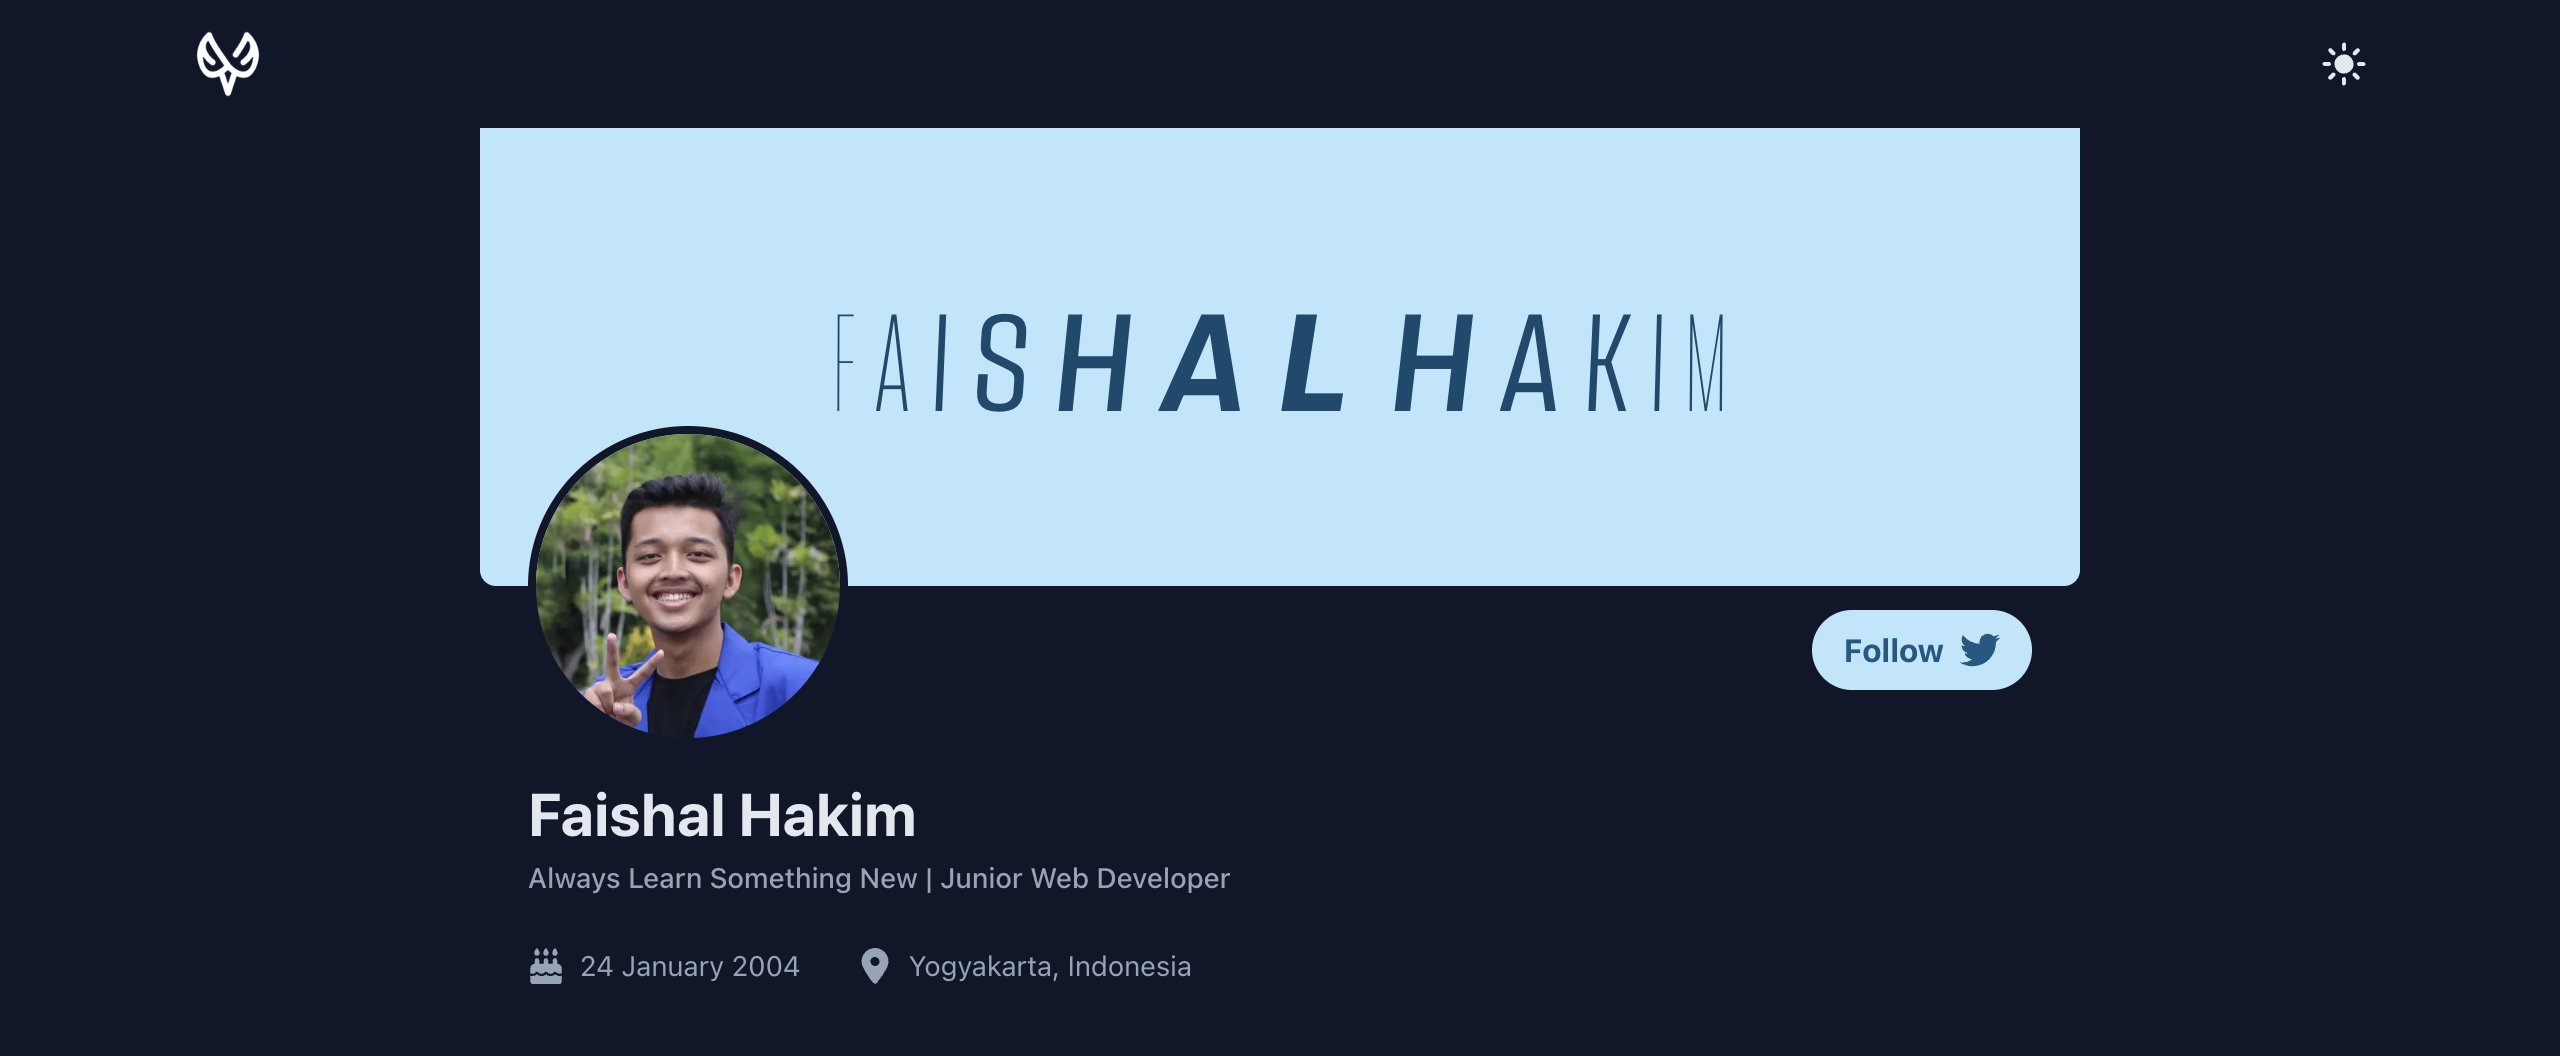 FAISHAL HAKIM
Follow
Faishal Hakim
Always Learn Something New | Junior Web Developer
24 January 2004
Yogyakarta, Indonesia